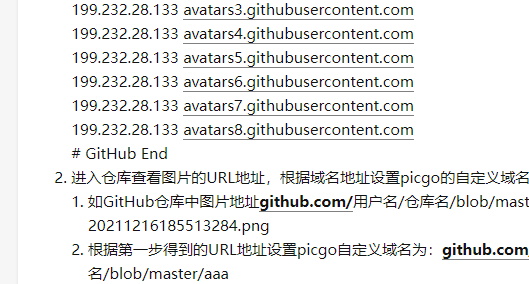 199.232.28.133 avatars3.githubusercontent.com
199.232.28.133 avatars4.githubusercontent.com
199.232.28.133 avatars5.githubusercontent.com
199.232.28.133 avatars6.githubusercontent.com
199.232.28.133 avatars7.githubusercontent.com
199.232.28.133 avatars8.githubusercontent.com
# GitHub End
2. 进入仓库查看图片的URL地址，根据域名地址设置picgo的自定义域名
1. 如GitHub仓库中图片地址github.com/用户名/仓库名/blob/mast
20211216185513284.png
2. 根据第一步得到的URL地址设置picgo自定义域名为：github.com
名/blob/master/aaa